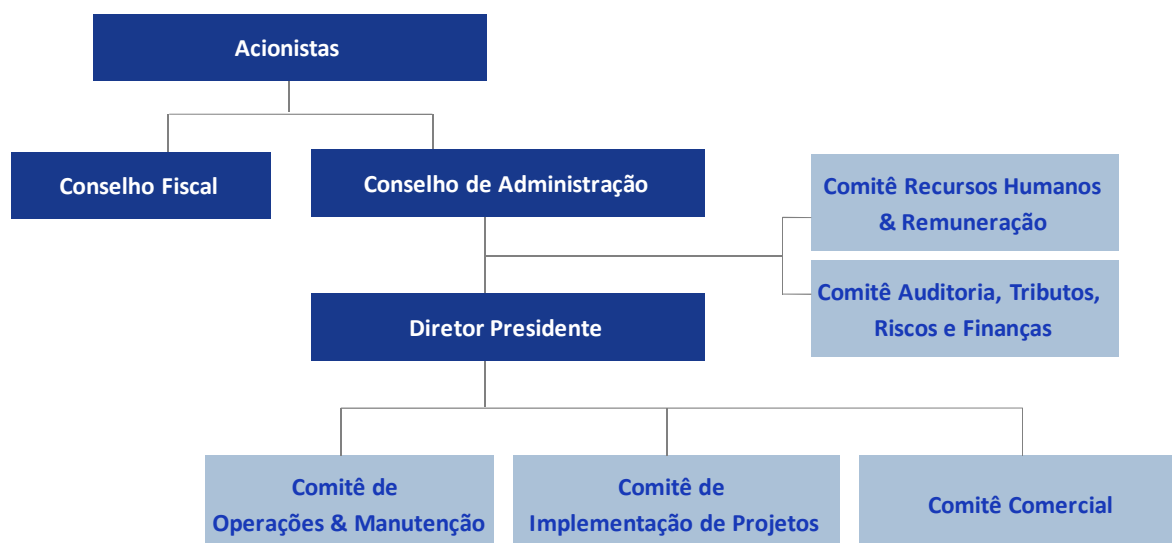 Acionistas
Conselho Fiscal
Conselho de Administração
Comitê Recursos Humanos
& Remuneração
Comitê Auditoria, Tributos,
Riscos e Finanças
Diretor Presidente
Comitê de
Operações & Manutenção
Comitê de
Implementação de Projetos
Comitê Comercial